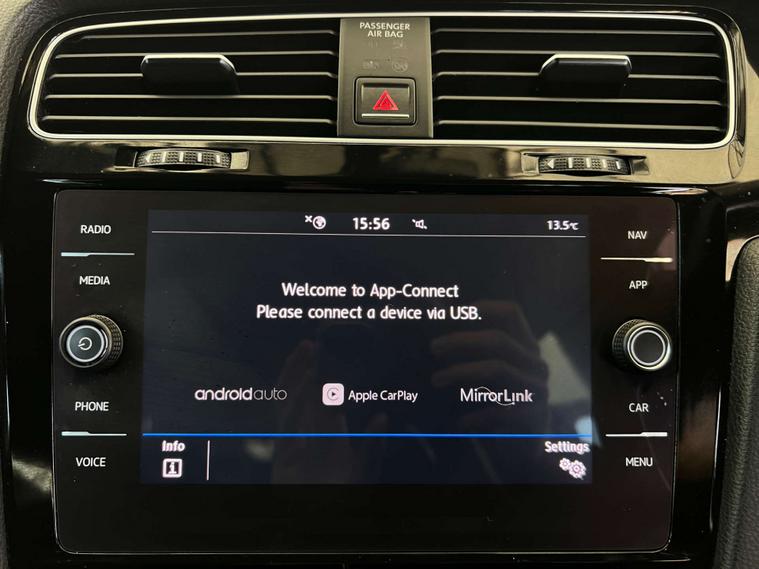 PASSENGER
AIR BAG
15:56
13.5°C
RADIO
MEDIA
PHONE
VOICE
NAV
APP
CAR
MENU
Welcome to App-Connect
Please connect a device via USB.
androidauto
Apple CarPlay
MirrorLink
Info
Settings